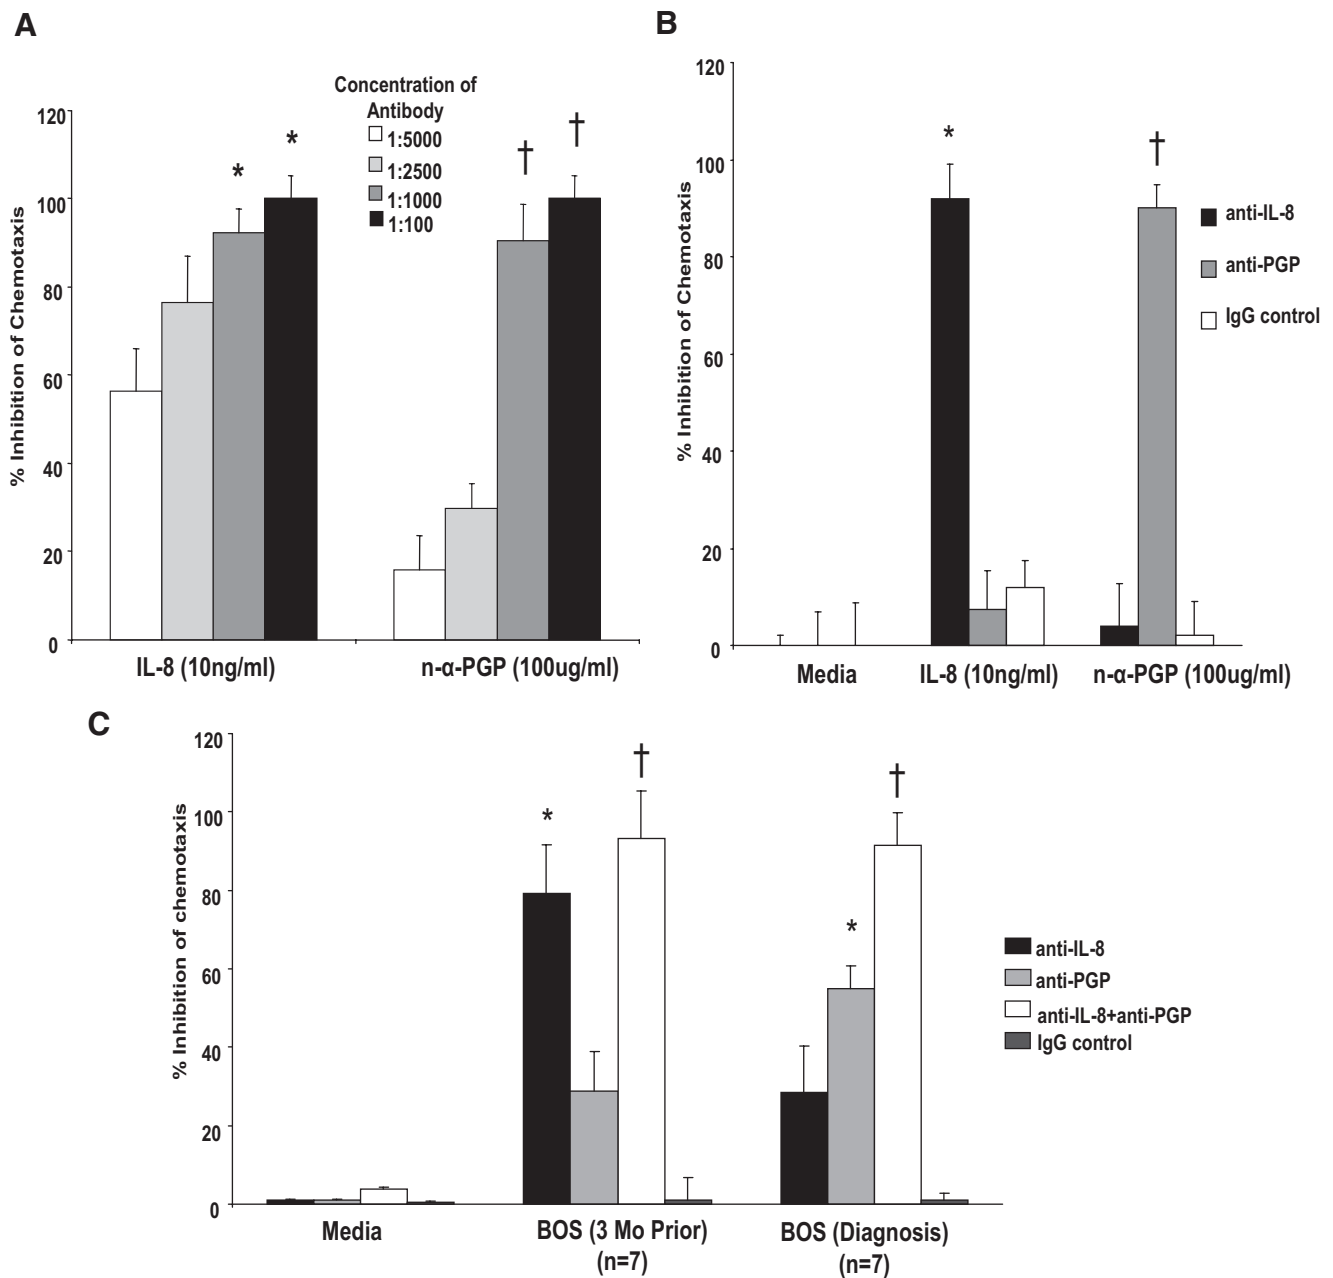 A
Concentration of
Antibody
1:5000
1:2500
1:1000
1:100
% Inhibition of Chemotaxis
120
100
80
60
40
20
0
*
*
†
†
IL-8 (10ng/ml)
n-α-PGP (100ug/ml)
B
% Inhibition of Chemotaxis
120
100
80
60
40
20
0
*
†
anti-IL-8
anti-PGP
IgG control
Media
IL-8 (10ng/ml)
n-α-PGP (100ug/ml)
C
% Inhibition of chemotaxis
120
100
80
60
40
20
0
*
†
*
†
anti-IL-8
anti-PGP
anti-IL-8+anti-PGP
IgG control
Media
BOS (3 Mo Prior)
(n=7)
BOS (Diagnosis)
(n=7)